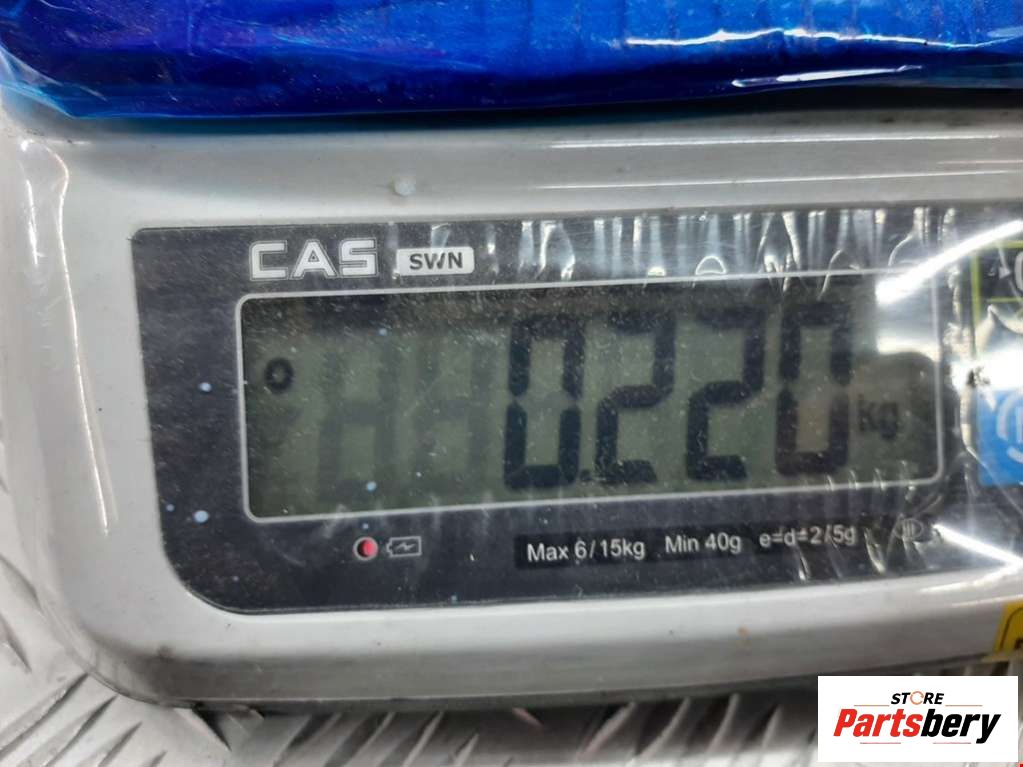 CAS SWN
0.220 kg
Max 6/15kg Min 40g e=d=2/5g
STORE
Partsbery